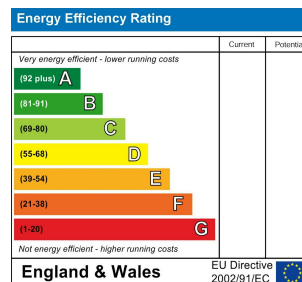 Energy Efficiency Rating
Current Potentia
Very energy efficient - lower running costs
(92 plus) A
(81-91) B
(69-80) C
(55-68) D
(39-54) E
(21-38) F
(1-20) G
Not energy efficient - higher running costs
England & Wales
EU Directive
2002/91/EC